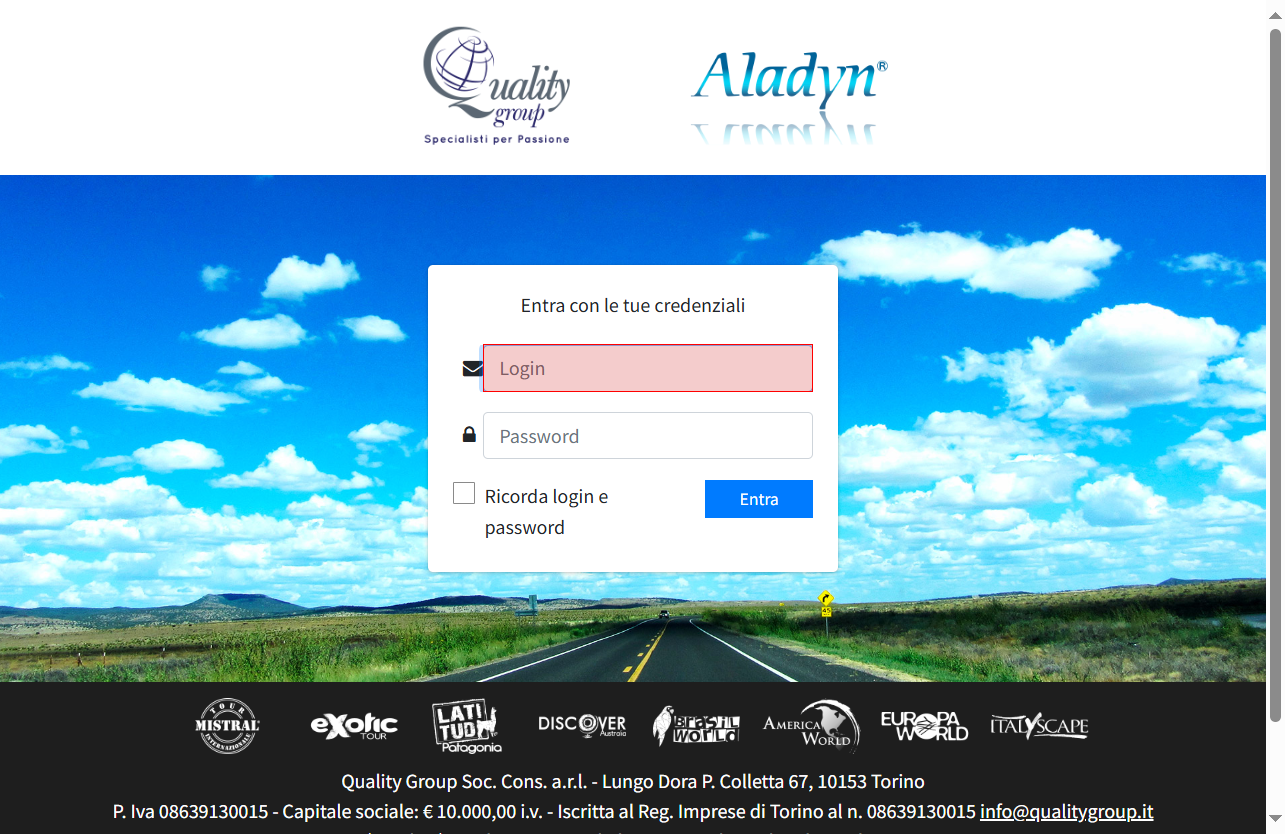 Quality
group
Specialisti per Passione
Aladyn®
Entra con le tue credenziali
Login
Password
Ricorda login e
password
Entra
TOUR
MISTRAL
INTERNAZIONALE
eXotic
TOUR
LATI
TUD
Patagonia
DISCOVER
Australia
BRASIL
WORLD
AMERICA
WORLD
EUROPA
WORLD
ITALYSCAPE
Quality Group Soc. Cons. a.r.l. - Lungo Dora P. Colletta 67, 10153 Torino
P. Iva 08639130015 - Capitale sociale: € 10.000,00 i.v. - Iscritta al Reg. Imprese di Torino al n. 08639130015 info@qualitygroup.it